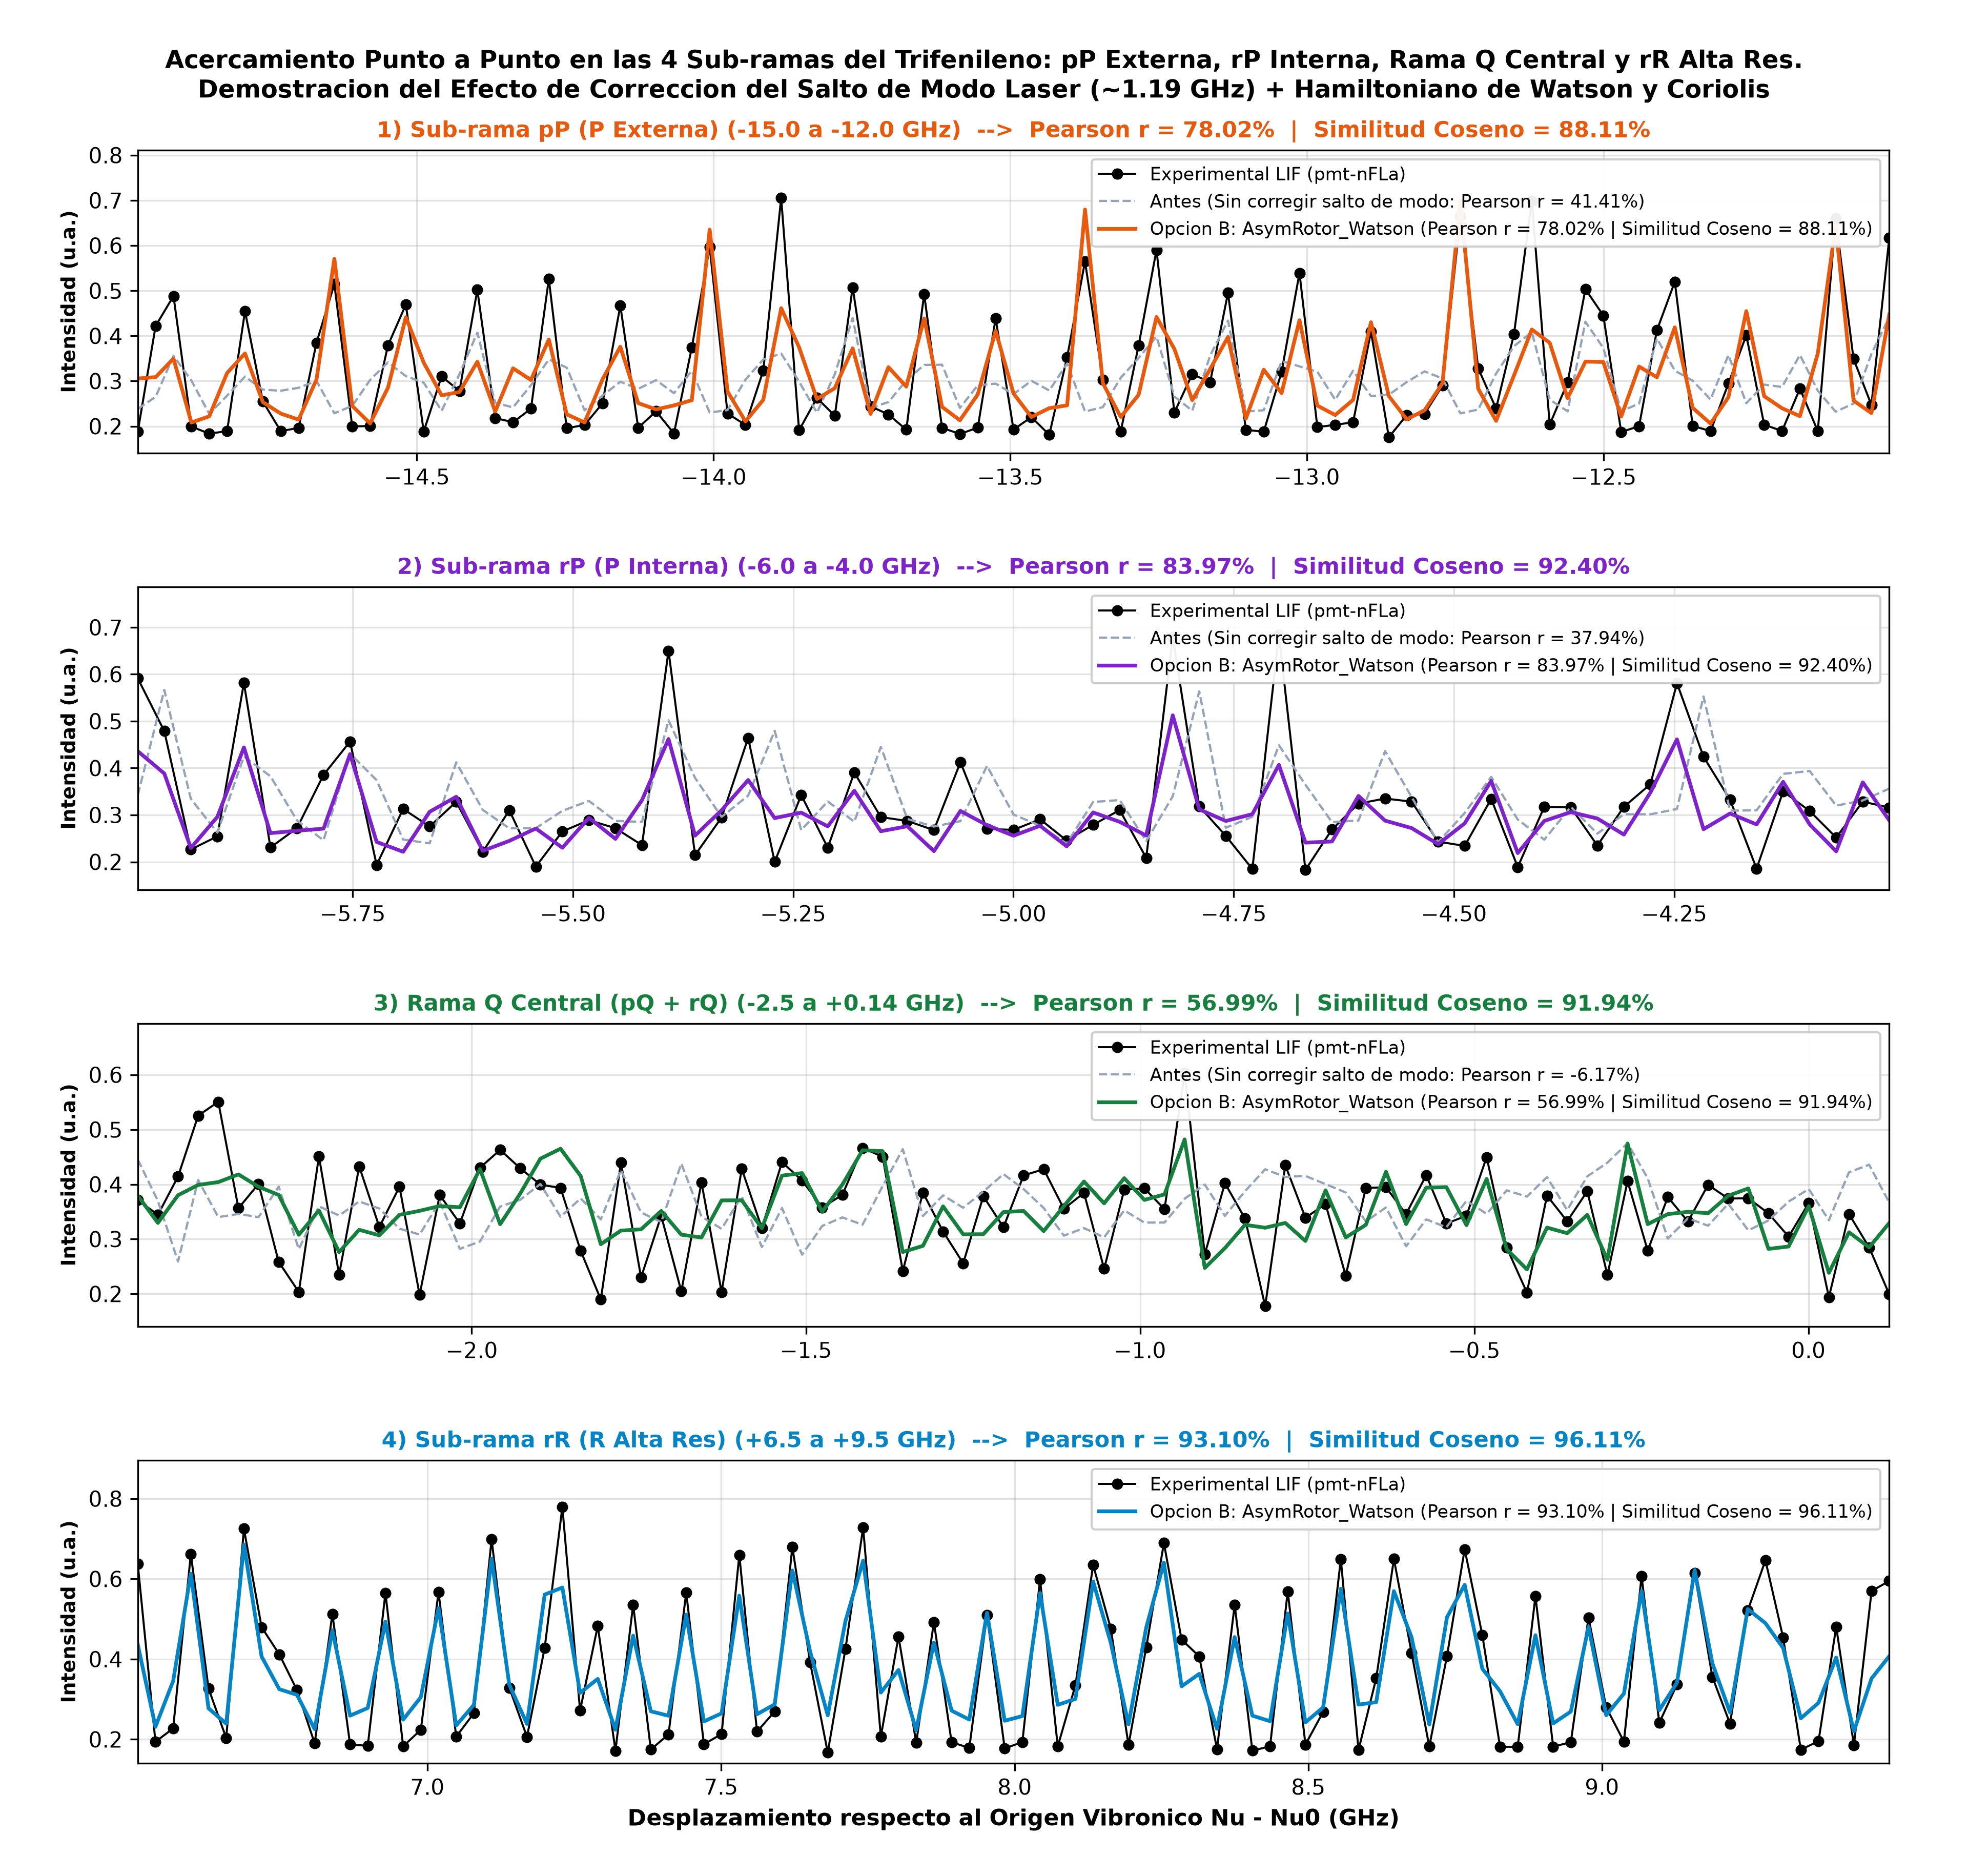 Acercamiento Punto a Punto en las 4 Sub-ramas del Trifenileno: pP Externa, rP Interna, Rama Q Central y rR Alta Res.
Demostracion del Efecto de Correccion del Salto de Modo Laser (~1.19 GHz) + Hamiltoniano de Watson y Coriolis
1) Sub-rama pP (P Externa) (-15.0 a -12.0 GHz) --> Pearson r = 78.02% | Similitud Coseno = 88.11%
Intensidad (u.a.)
0.8
0.7
0.6
0.5
0.4
0.3
0.2
Experimental LIF (pmt-nFLa)
Antes (Sin corregir salto de modo: Pearson r = 41.41%)
Opcion B: AsymRotor_Watson (Pearson r = 78.02% | Similitud Coseno = 88.11%)
−14.5 −14.0 −13.5 −13.0 −12.5
2) Sub-rama rP (P Interna) (-6.0 a -4.0 GHz) --> Pearson r = 83.97% | Similitud Coseno = 92.40%
Intensidad (u.a.)
0.7
0.6
0.5
0.4
0.3
0.2
Experimental LIF (pmt-nFLa)
Antes (Sin corregir salto de modo: Pearson r = 37.94%)
Opcion B: AsymRotor_Watson (Pearson r = 83.97% | Similitud Coseno = 92.40%)
−5.75 −5.50 −5.25 −5.00 −4.75 −4.50 −4.25
3) Rama Q Central (pQ + rQ) (-2.5 a +0.14 GHz) --> Pearson r = 56.99% | Similitud Coseno = 91.94%
Intensidad (u.a.)
0.6
0.5
0.4
0.3
0.2
Experimental LIF (pmt-nFLa)
Antes (Sin corregir salto de modo: Pearson r = -6.17%)
Opcion B: AsymRotor_Watson (Pearson r = 56.99% | Similitud Coseno = 91.94%)
−2.0 −1.5 −1.0 −0.5 0.0
4) Sub-rama rR (R Alta Res) (+6.5 a +9.5 GHz) --> Pearson r = 93.10% | Similitud Coseno = 96.11%
Intensidad (u.a.)
0.8
0.6
0.4
0.2
Experimental LIF (pmt-nFLa)
Opcion B: AsymRotor_Watson (Pearson r = 93.10% | Similitud Coseno = 96.11%)
7.0 7.5 8.0 8.5 9.0
Desplazamiento respecto al Origen Vibronico Nu - Nu0 (GHz)